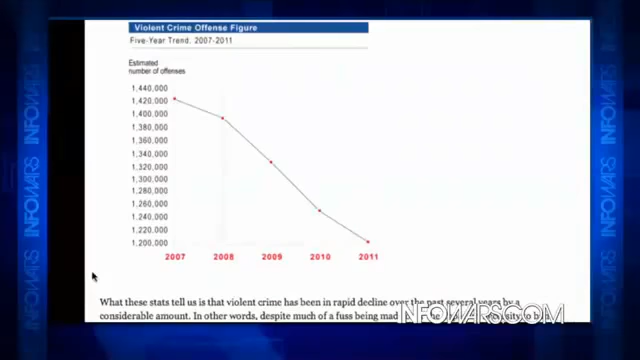 Violent Crime Offense Figure
Five-Year Trend, 2007-2011
Estimated
number of offenses
1,440,000
1,420,000
1,400,000
1,380,000
1,360,000
1,340,000
1,320,000
1,300,000
1,280,000
1,260,000
1,240,000
1,220,000
1,200,000
2007 2008 2009 2010 2011
What these stats tell us is that violent crime has been in rapid decline over the past several years by a
considerable amount. In other words, despite much of a fuss being made
INFOWARS.COM
INFOWARS
INFOWARS
INFOWARS
INFOWARS